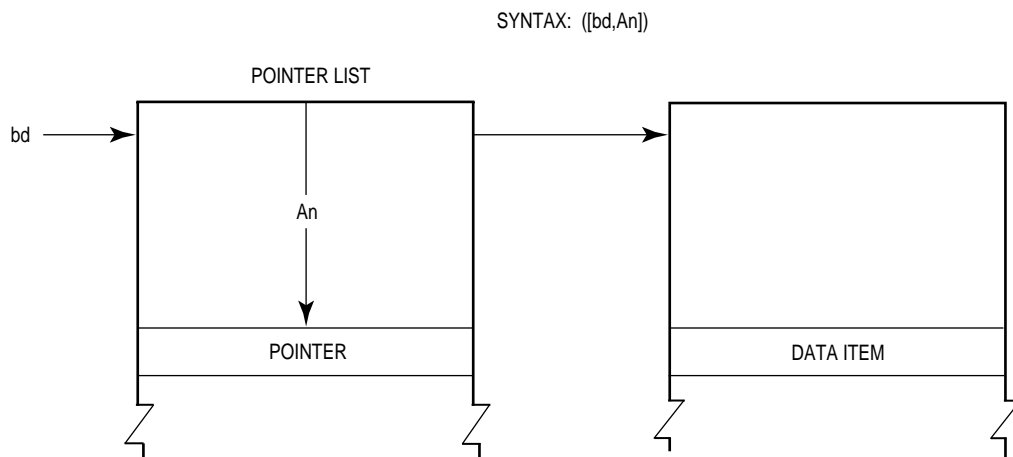 SYNTAX: ([bd,An])
POINTER LIST
bd
An
POINTER
DATA ITEM